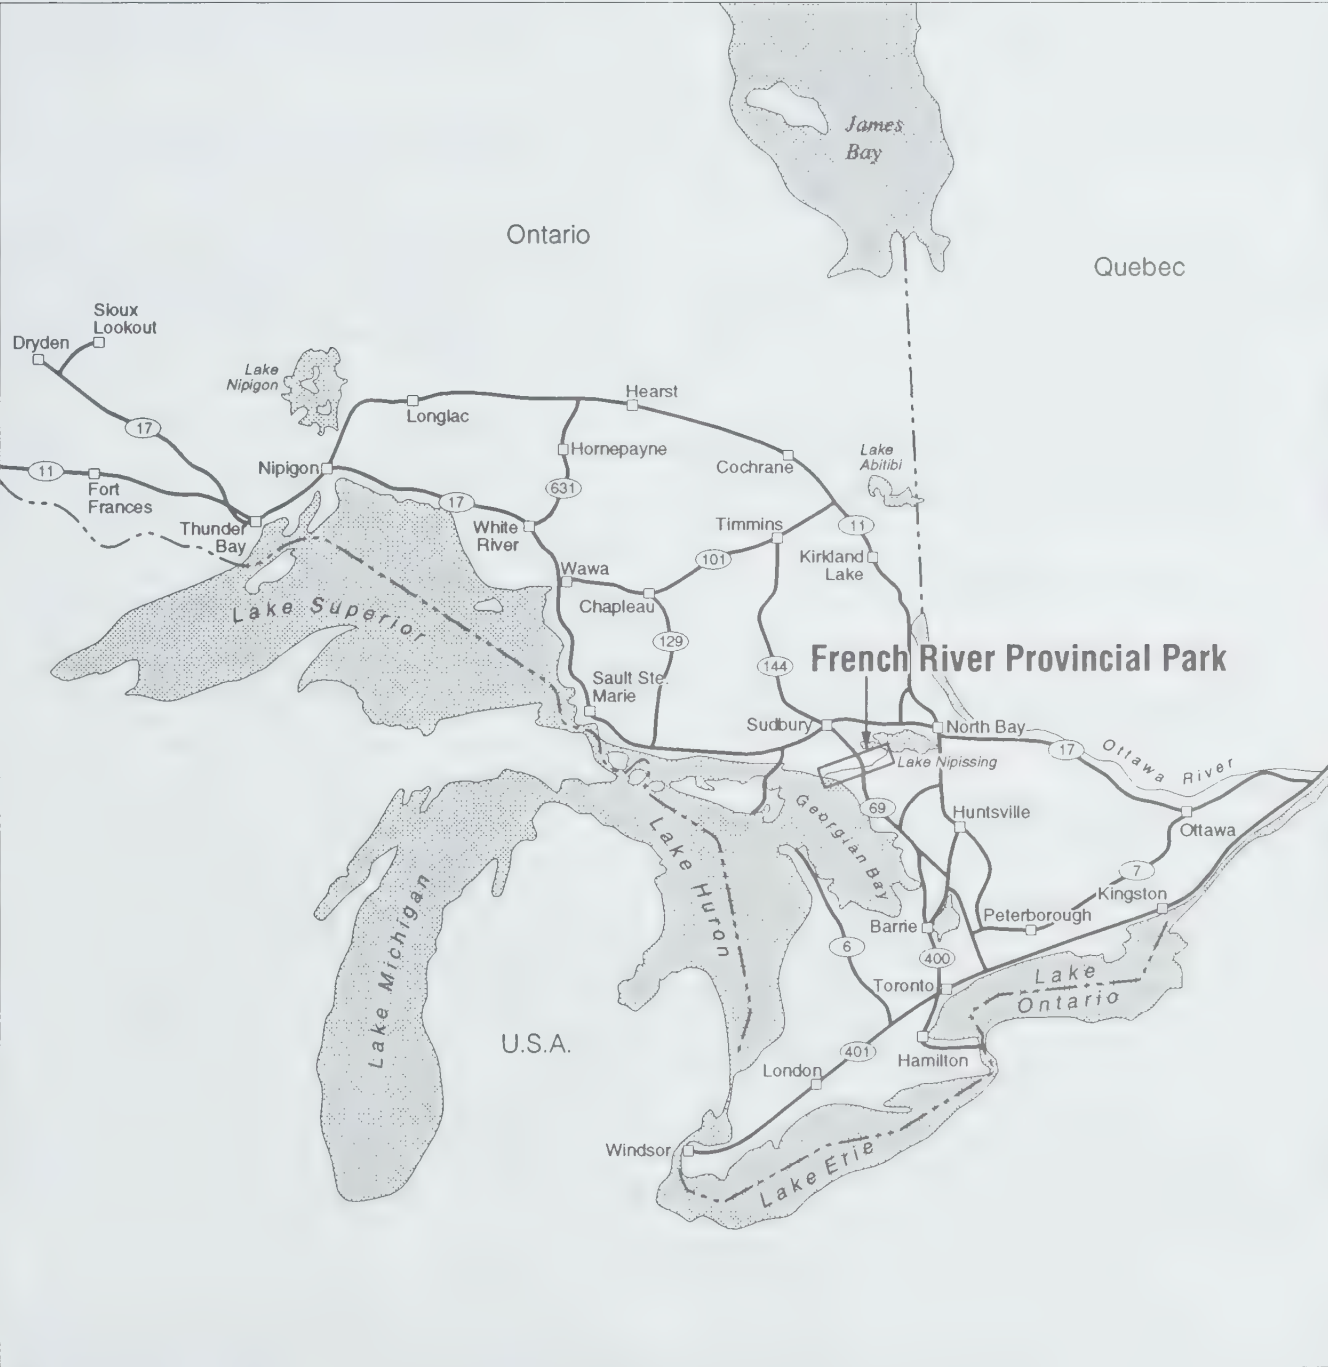 James
Bay
Ontario
Quebec
Sioux
Lookout
Dryden
Lake
Nipigon
Hearst
Longlac
17
Hornepayne
Cochrane
Lake
Abitibi
11
Nipigon
Fort
Frances
631
17
Thunder
Bay
White
River
Timmins
11
101
Kirkland
Lake
Wawa
Chapleau
Lake Superior
129
144
French River Provincial Park
Sault Ste.
Marie
Sudbury
North Bay
17
Ottawa River
Lake Nipissing
69
Georgian Bay
Huntsville
Ottawa
Lake Huron
7
Kingston
Lake Michigan
Peterborough
Barrie
6
400
Toronto
Lake
Ontario
U.S.A.
401
Hamilton
London
Windsor
Lake Erie